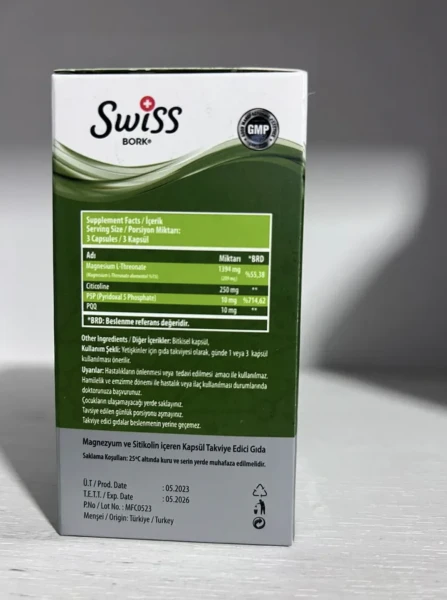 Swiss
BORK®
GMP
Supplement Facts / İçerik
Serving Size / Porsiyon Miktarı:
3 Capsules / 3 Kapsül
Adı Miktarı *BRD
Magnesium L-Threonate 1394 mg %55,38
Citicoline 250 mg **
P5P (Pyridoxal 5 Phosphate) 10 mg %714,62
PQQ 10 mg **
*BRD: Beslenme referans değeridir.
Other Ingredients / Diğer İçerikler: Bitkisel kapsül,
Kullanım Şekli: Yetişkinler için gıda takviyesi olarak, günde 1 veya 3 kapsül
kullanılması önerilir.
Uyarılar: Hastalıkların önlenmesi veya tedavi edilmesi amacı ile kullanılmaz.
Hamilelik ve emzirme dönemi ile hastalık veya ilaç kullanılması durumlarında
doktorunuza başvurunuz.
Çocukların ulaşamayacağı yerde saklayınız.
Tavsiye edilen günlük porsiyonu aşmayınız.
Takviye edici gıdalar beslenmenin yerine geçemez.
Magnezyum ve Sitikolin İçeren Kapsül Takviye Edici Gıda
Saklama Koşulları: 25°C altında kuru ve serin yerde muhafaza edilmelidir.
Ü.T / Prod. Date : 05.2023
T.E.T.T. / Exp. Date : 05.2026
P.No / Lot No. : MFC0523
Menşei / Origin: Türkiye / Turkey